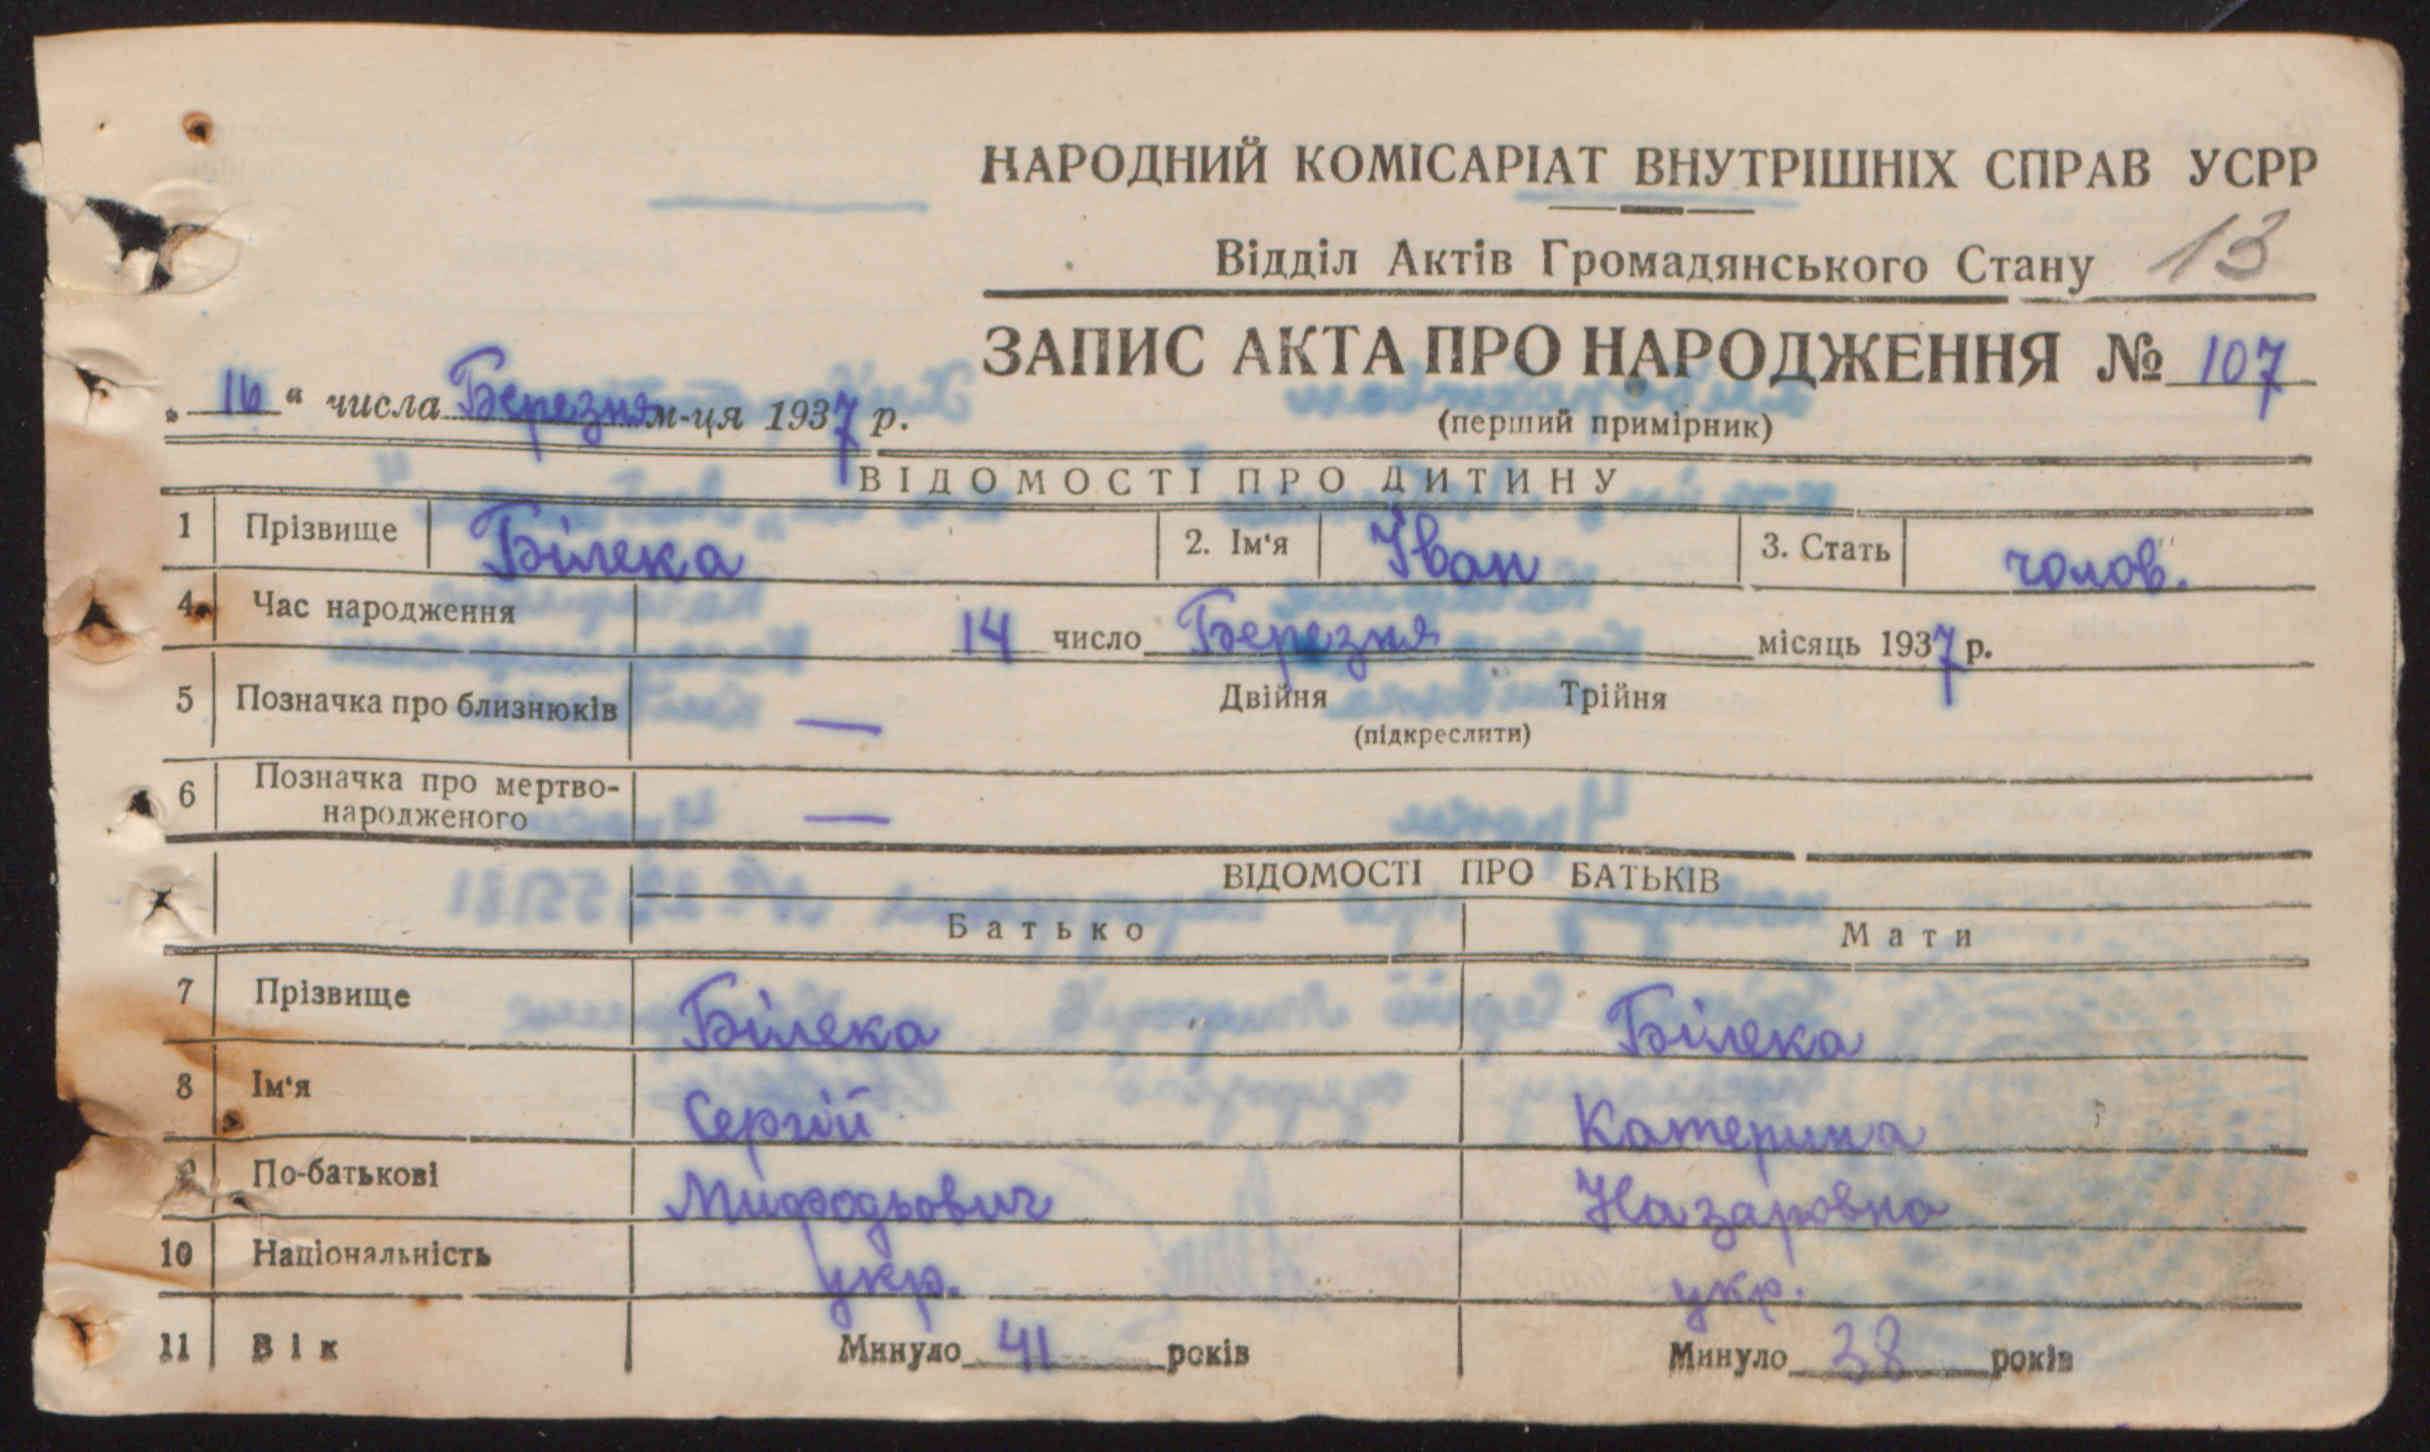 НАРОДНИЙ КОМІСАРІАТ ВНУТРІШНІХ СПРАВ УСРР
Відділ Актів Громадянського Стану 13
ЗАПИС АКТА ПРО НАРОДЖЕННЯ № 107
„16“ числа Березня м-ця 1937 р.
(перший примірник)
ВІДОМОСТІ ПРО ДИТИНУ
1 Прізвище Білека 2. Ім'я Іван 3. Стать чолов.
4 Час народження 14 число Березня місяць 1937 р.
5 Позначка про близнюків — Двійня Трійня
(підкреслити)
6 Позначка про мертво-
народженого —
ВІДОМОСТІ ПРО БАТЬКІВ
Батько Мати
7 Прізвище Білека Білека
8 Ім'я Сергій Катерина
9 По-батькові Мифодьович Назаровна
10 Національність укр. укр.
11 Вік Минуло 41 років Минуло 38 років